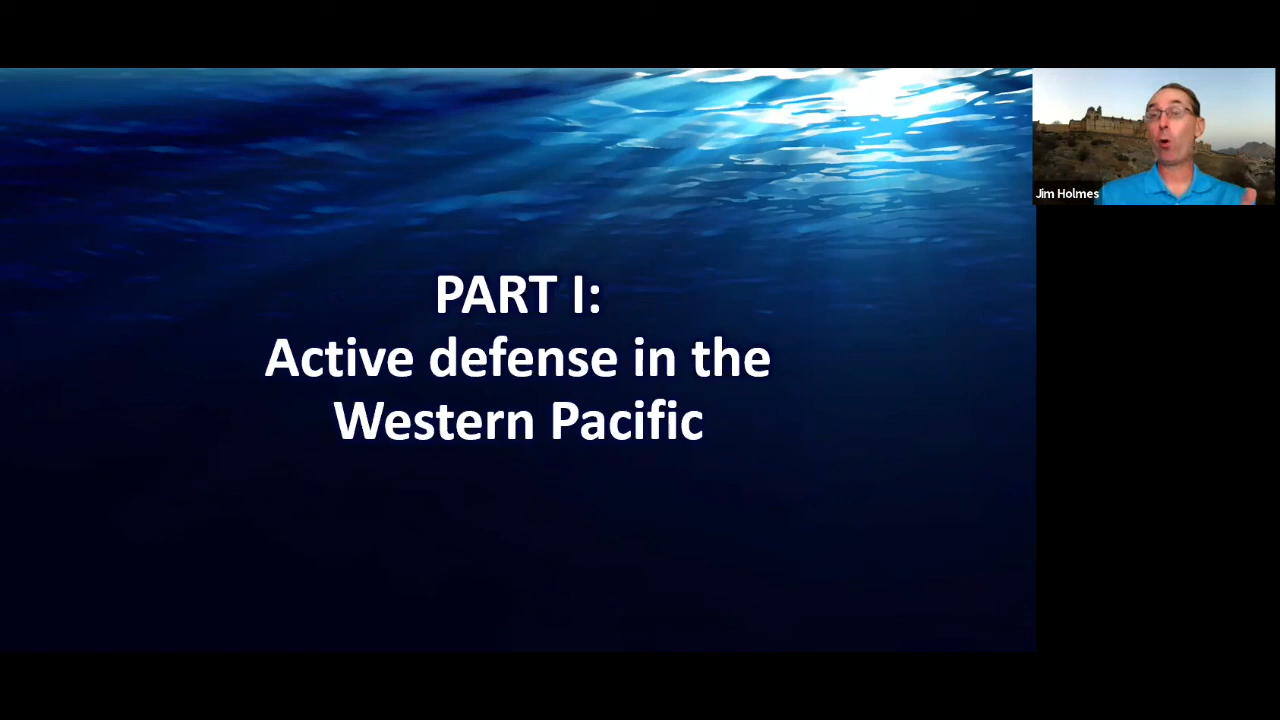 PART I:
Active defense in the
Western Pacific
Jim Holmes